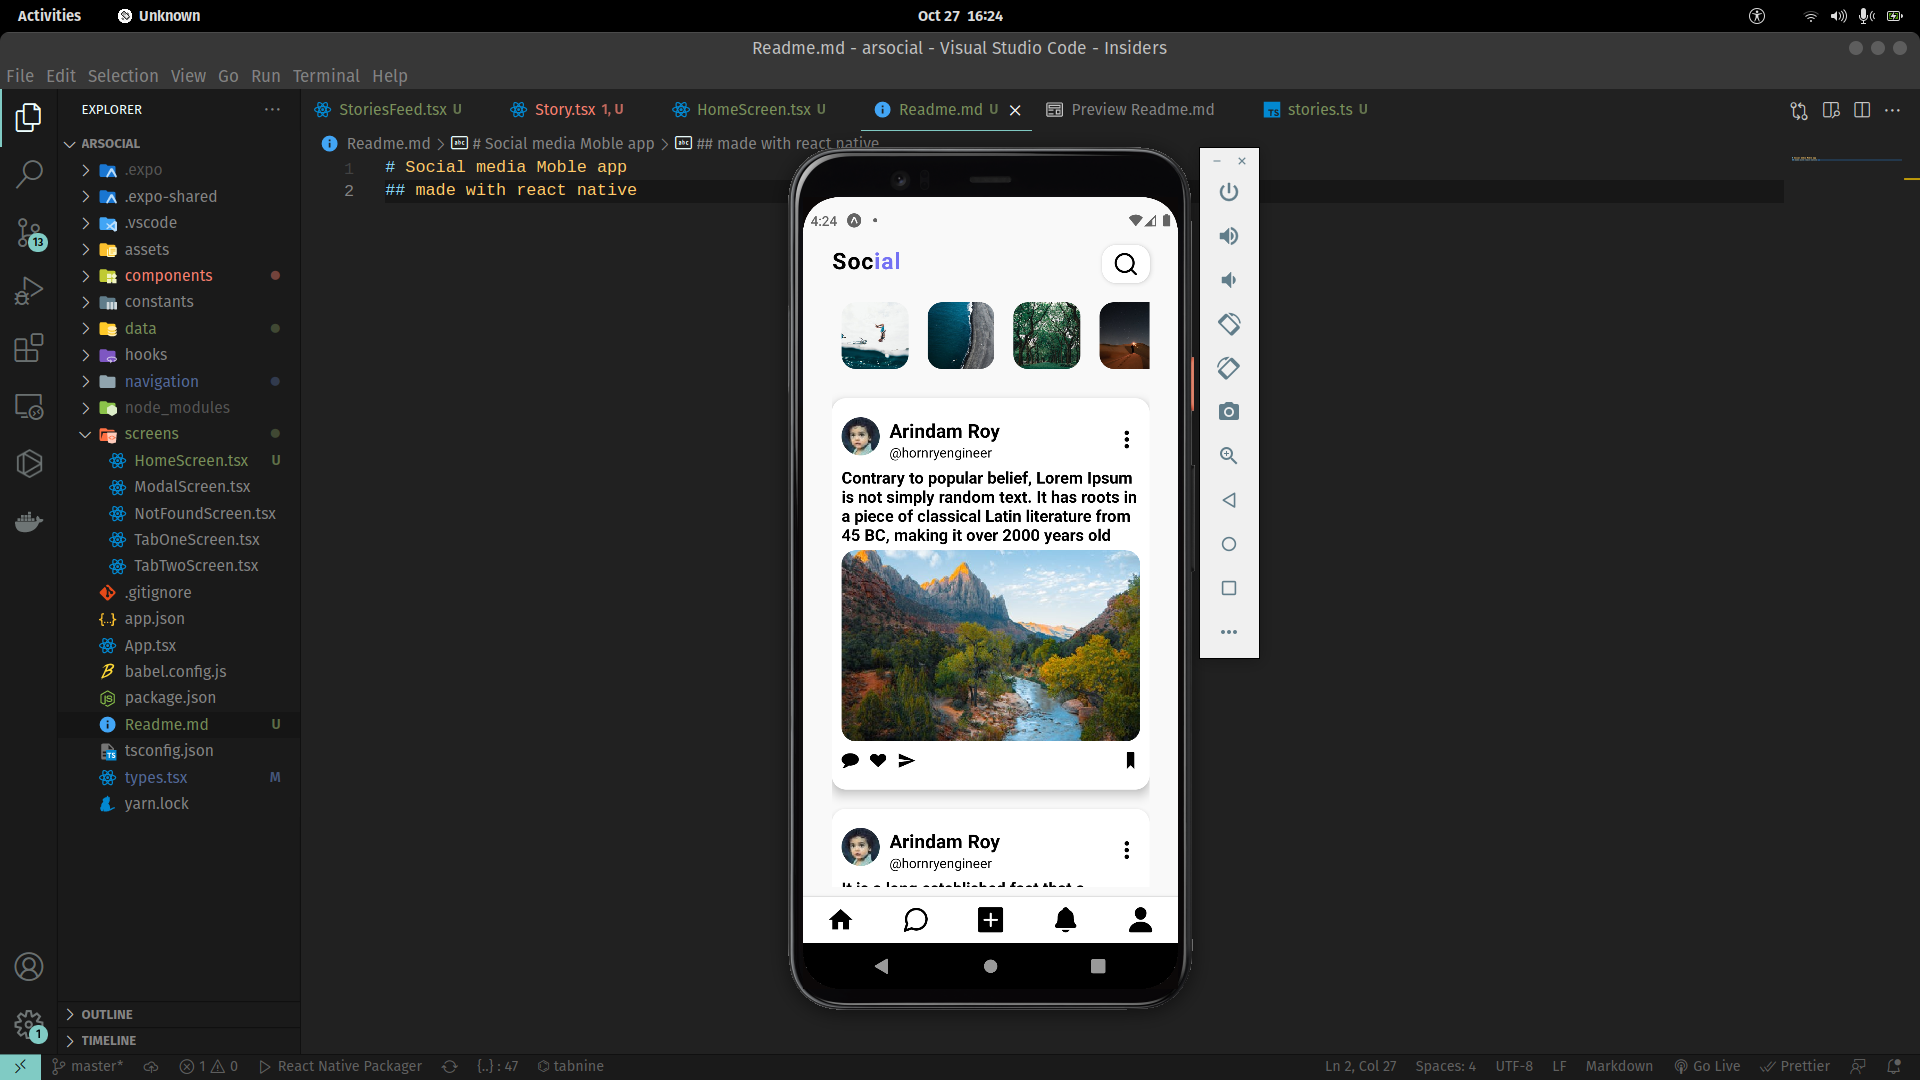 Activities
Unknown
Oct 27 16:24
Readme.md - arsocial - Visual Studio Code - Insiders
File Edit Selection View Go Run Terminal Help
EXPLORER
StoriesFeed.tsx U
Story.tsx 1, U
HomeScreen.tsx U
Readme.md U
Preview Readme.md
stories.ts U
Readme.md > # Social media Moble app > ## made with react native
1 # Social media Moble app
2 ## made with react native
ARSOCIAL
.expo
.expo-shared
.vscode
assets
components
constants
data
hooks
navigation
node_modules
screens
HomeScreen.tsx U
ModalScreen.tsx
NotFoundScreen.tsx
TabOneScreen.tsx
TabTwoScreen.tsx
.gitignore
app.json
App.tsx
babel.config.js
package.json
Readme.md U
tsconfig.json
types.tsx M
yarn.lock
OUTLINE
TIMELINE
13
1
4:24
Social
Arindam Roy
@hornryengineer
Contrary to popular belief, Lorem Ipsum
is not simply random text. It has roots in
a piece of classical Latin literature from
45 BC, making it over 2000 years old
Arindam Roy
@hornryengineer
It is a long established fact that a
master*
1
0
React Native Packager
{..} : 47
tabnine
Ln 2, Col 27
Spaces: 4
UTF-8
LF
Markdown
Go Live
Prettier